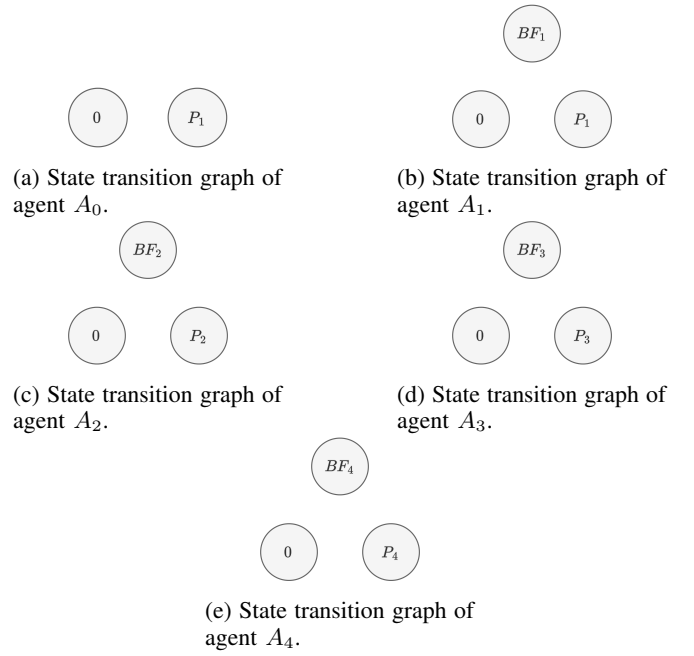 BF₁
0 P₁
0 P₁
(a) State transition graph of
agent A₀.
(b) State transition graph of
agent A₁.
BF₂
0 P₂
(c) State transition graph of
agent A₂.
BF₃
0 P₃
(d) State transition graph of
agent A₃.
BF₄
0 P₄
(e) State transition graph of
agent A₄.